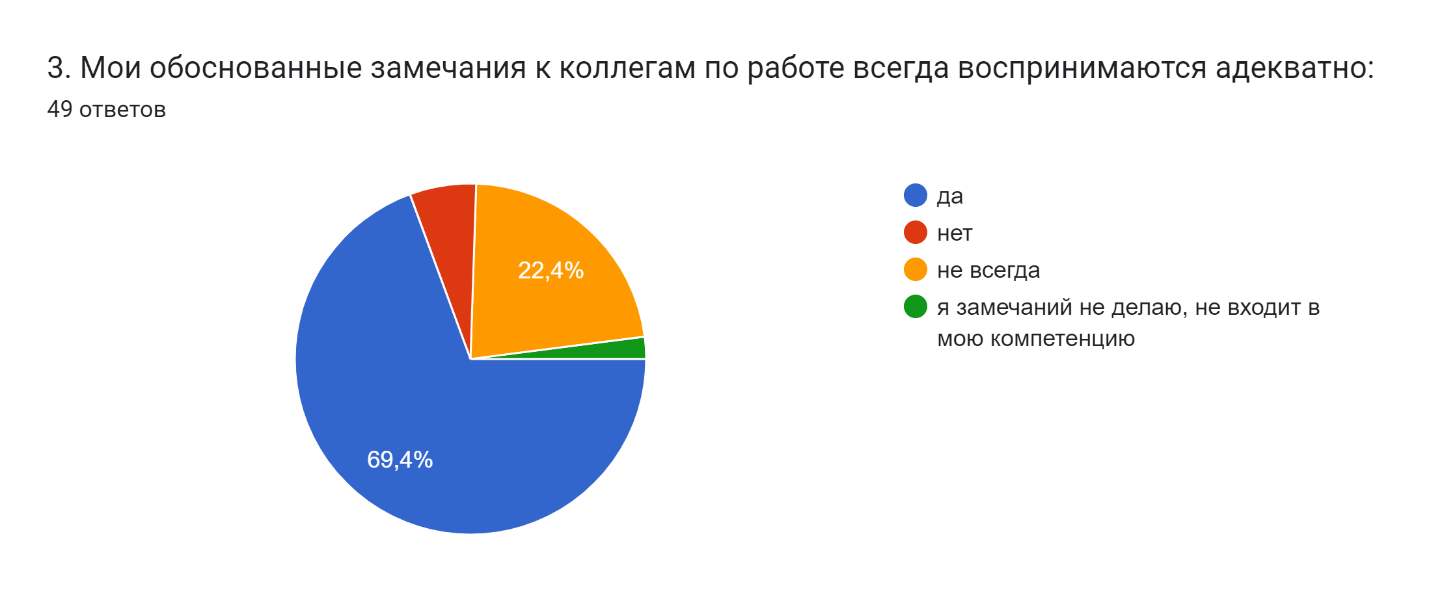 3. Мои обоснованные замечания к коллегам по работе всегда воспринимаются адекватно:
49 ответов
да
нет
не всегда
я замечаний не делаю, не входит в
мою компетенцию
22,4%
69,4%